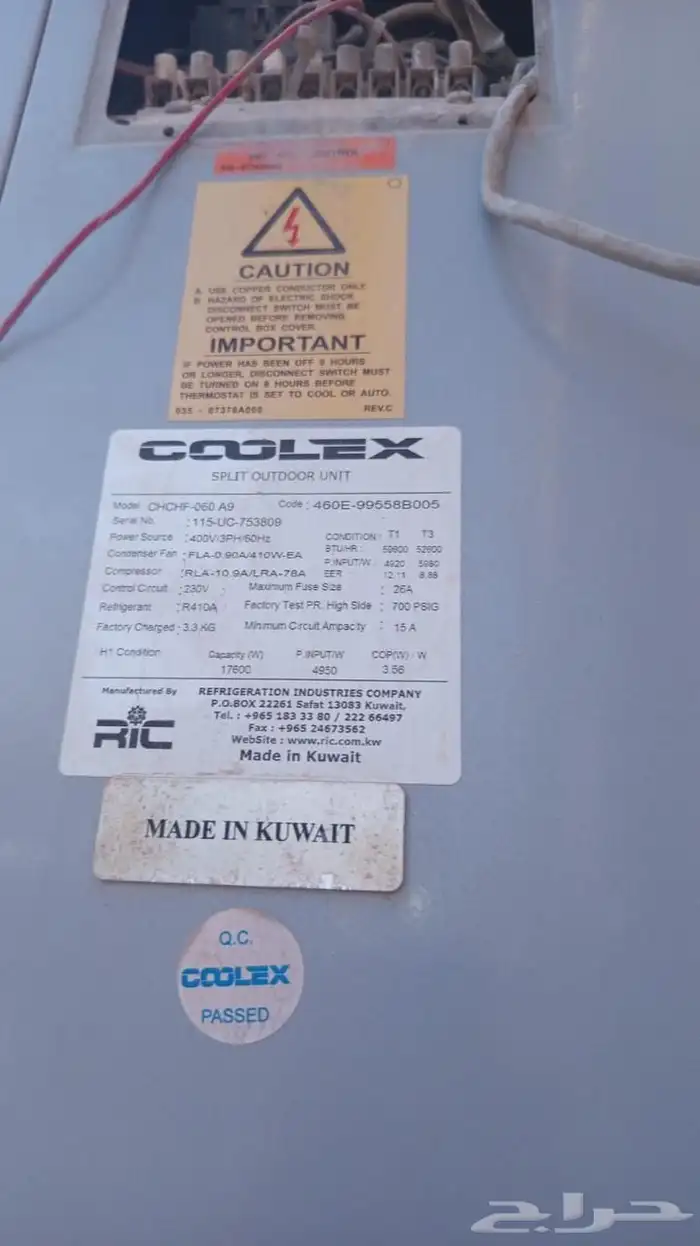 CAUTION
A. USE COPPER CONDUCTOR ONLY
B. HAZARD OF ELECTRIC SHOCK
DISCONNECT SWITCH MUST BE
OPENED BEFORE REMOVING
CONTROL BOX COVER.
IMPORTANT
IF POWER HAS BEEN OFF 8 HOURS
OR LONGER, DISCONNECT SWITCH MUST
BE TURNED ON 8 HOURS BEFORE
THERMOSTAT IS SET TO COOL OR AUTO.
035 - 07378A000 REV.C
COOLEX
SPLIT OUTDOOR UNIT
Model CHCHF-060 A9 Code : 460E-99558B005
Serial No. : 115-UC-753809
Power Source : 400V/3PH/60Hz CONDITION : T1 T3
Condenser Fan : FLA-0.90A/410W-EA BTU/HR : 59600 52600
Compressor : RLA-10.9A/LRA-78A P.INPUT/W : 4920 5980
EER : 12.11 8.88
Control Circuit : 230V Maximum Fuse Size : 26A
Refrigerant : R410A Factory Test PR. High Side : 700 PSIG
Factory Charged : 3.3 KG Minimum Circuit Ampacity : 15 A
H1 Condition Capacity (W) P.INPUT/W COP(W) / W
17600 4950 3.56
Manufactured By REFRIGERATION INDUSTRIES COMPANY
P.O.BOX 22261 Safat 13083 Kuwait,
Tel. : +965 183 33 80 / 222 66497
Fax : +965 24673562
WebSite : www.ric.com.kw
RIC
Made in Kuwait
MADE IN KUWAIT
Q.C.
COOLEX
PASSED
حراج